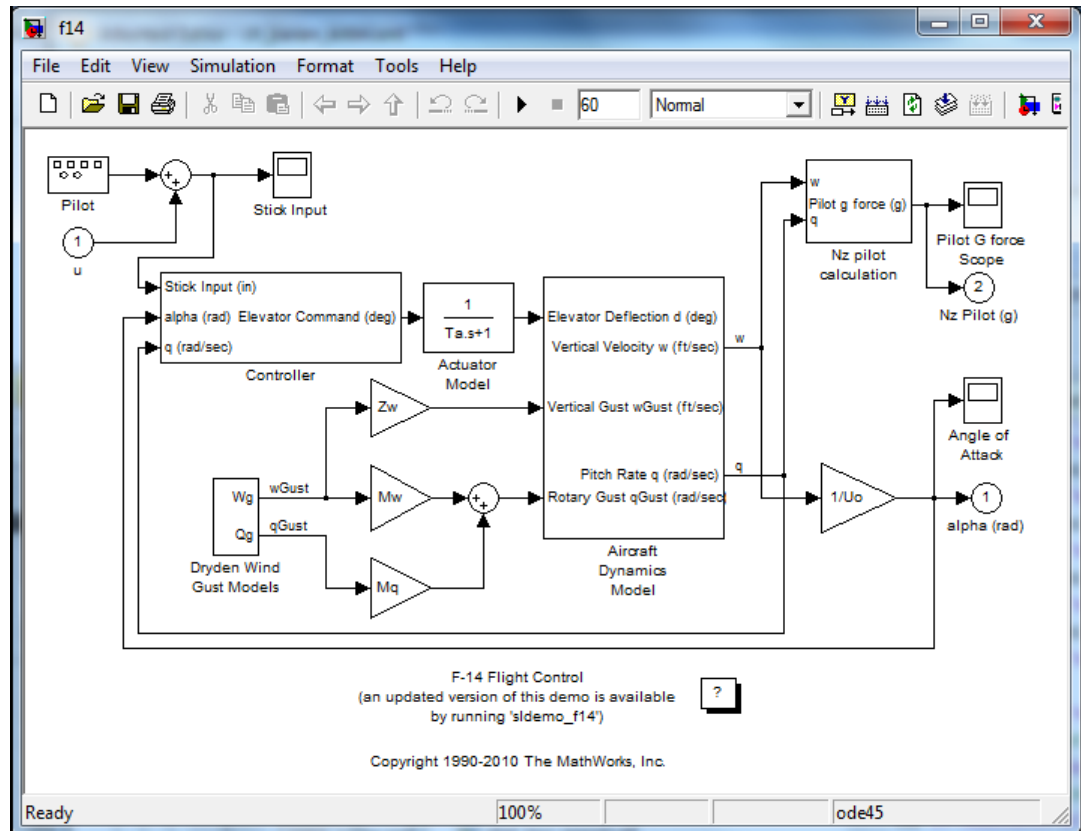 f14
File Edit View Simulation Format Tools Help
60 Normal
Pilot
Stick Input
1
u
w
Pilot g force (g)
q
Nz pilot
calculation
Pilot G force
Scope
2
Nz Pilot (g)
Stick Input (in)
alpha (rad) Elevator Command (deg)
q (rad/sec)
Controller
1
Ta.s+1
Actuator
Model
Elevator Deflection d (deg)
Vertical Velocity w (ft/sec)
w
Vertical Gust wGust (ft/sec)
Pitch Rate q (rad/sec)
q
Rotary Gust qGust (rad/sec
Aircraft
Dynamics
Model
Zw
Mw
Mq
Wg
wGust
Qg
qGust
Dryden Wind
Gust Models
1/Uo
Angle of
Attack
1
alpha (rad)
F-14 Flight Control
(an updated version of this demo is available
by running 'sldemo_f14')
?
Copyright 1990-2010 The MathWorks, Inc.
Ready 100% ode45